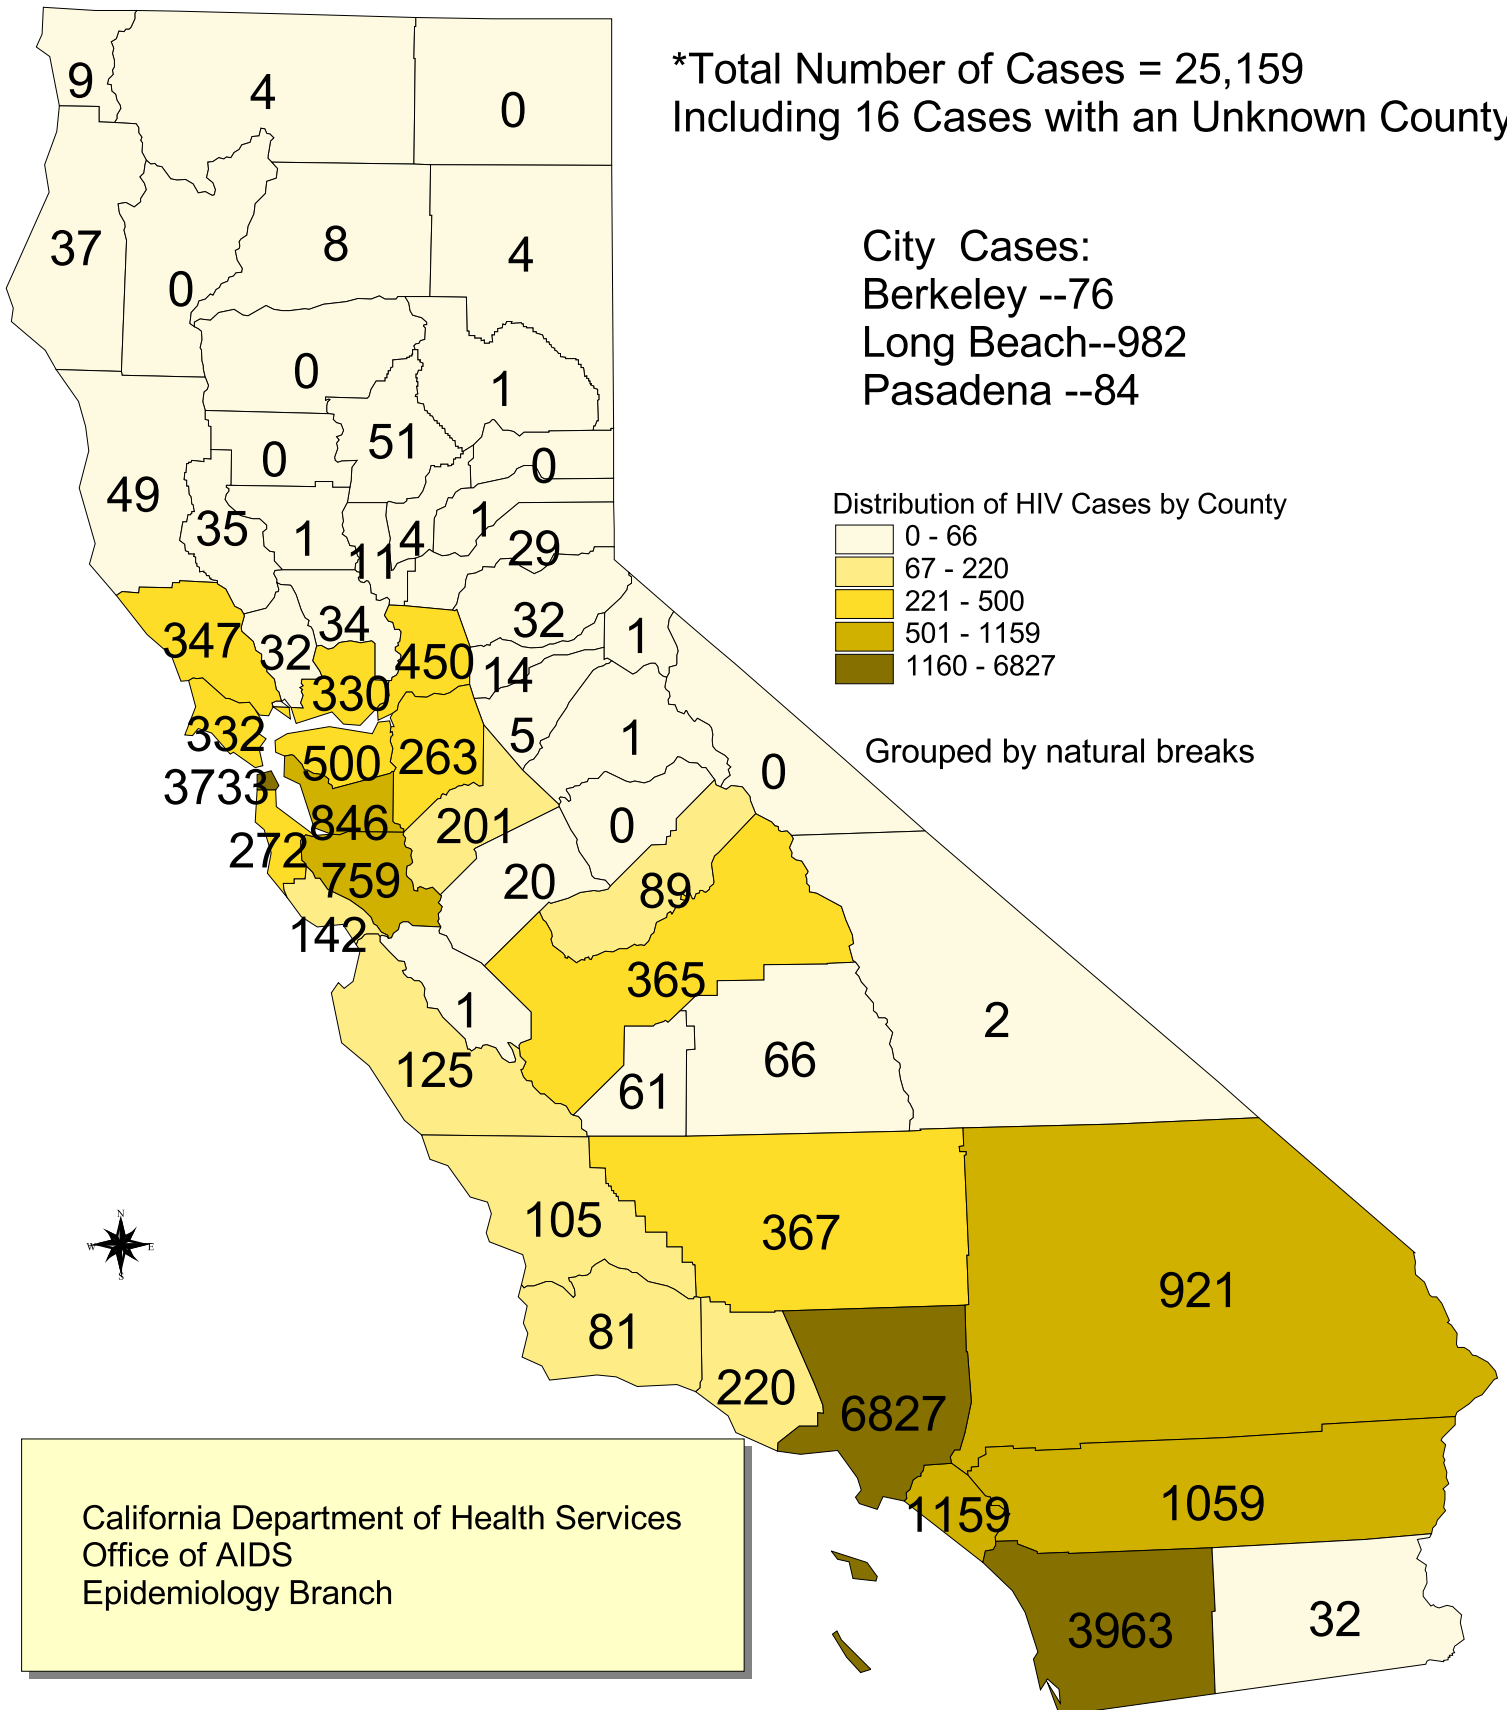 *Total Number of Cases = 25,159
Including 16 Cases with an Unknown County
9
4
0
37
0
8
4
City  Cases:
Berkeley --76
Long Beach--982
Pasadena --84
0
1
51
0
0
49
35
1
11
4
1
29
Distribution of HIV Cases by County
0 - 66
67 - 220
221 - 500
501 - 1159
1160 - 6827
Grouped by natural breaks
347
32
34
330
450
32
1
14
332
500
263
5
1
0
3733
846
201
0
272
759
20
89
142
365
1
125
61
66
2
N
W
E
S
105
367
921
81
220
6827
1159
1059
3963
32
California Department of Health Services
Office of AIDS
Epidemiology Branch